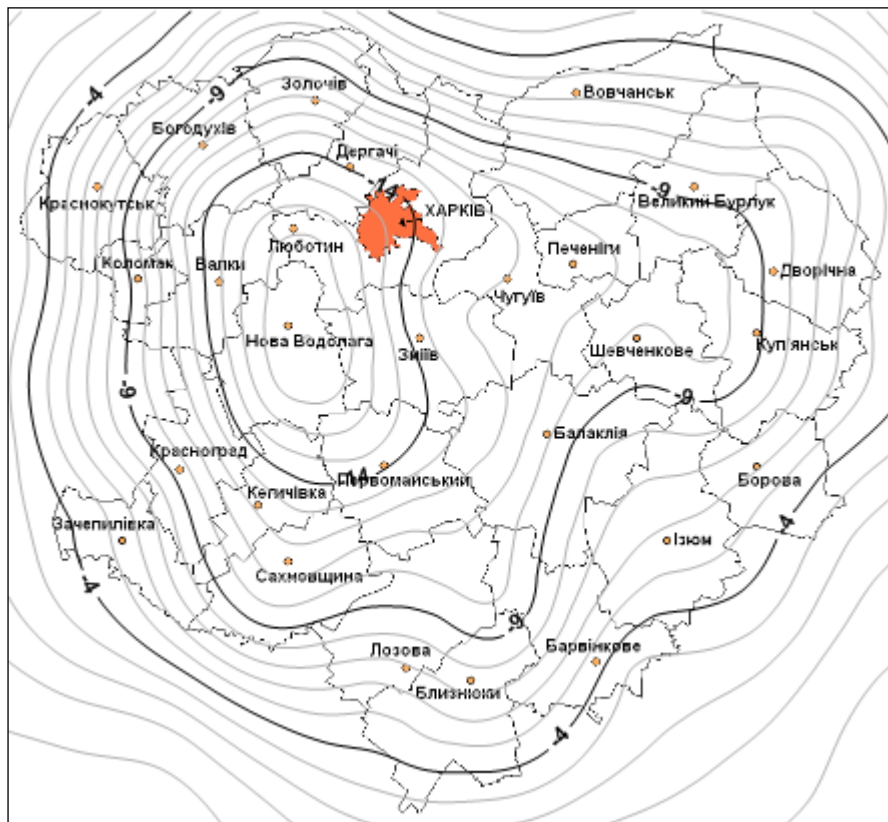 -4
-9
Золочів
Вовчанськ
Богодухів
Дергачі
-14
-9
Краснокутськ
Великий Бурлук
ХАРКІВ
Люботин
Печеніги
Коломак
Валки
Дворічна
Чугуїв
Нова Водолага
Зміїв
Шевченкове
Куп'янськ
-9
-9
Балаклія
Красноград
-14
Первомайський
Борова
Кегичівка
Зачепилівка
4
Ізюм
Сахновщина
-4
-9
Лозова
Барвінкове
Близнюки
-4